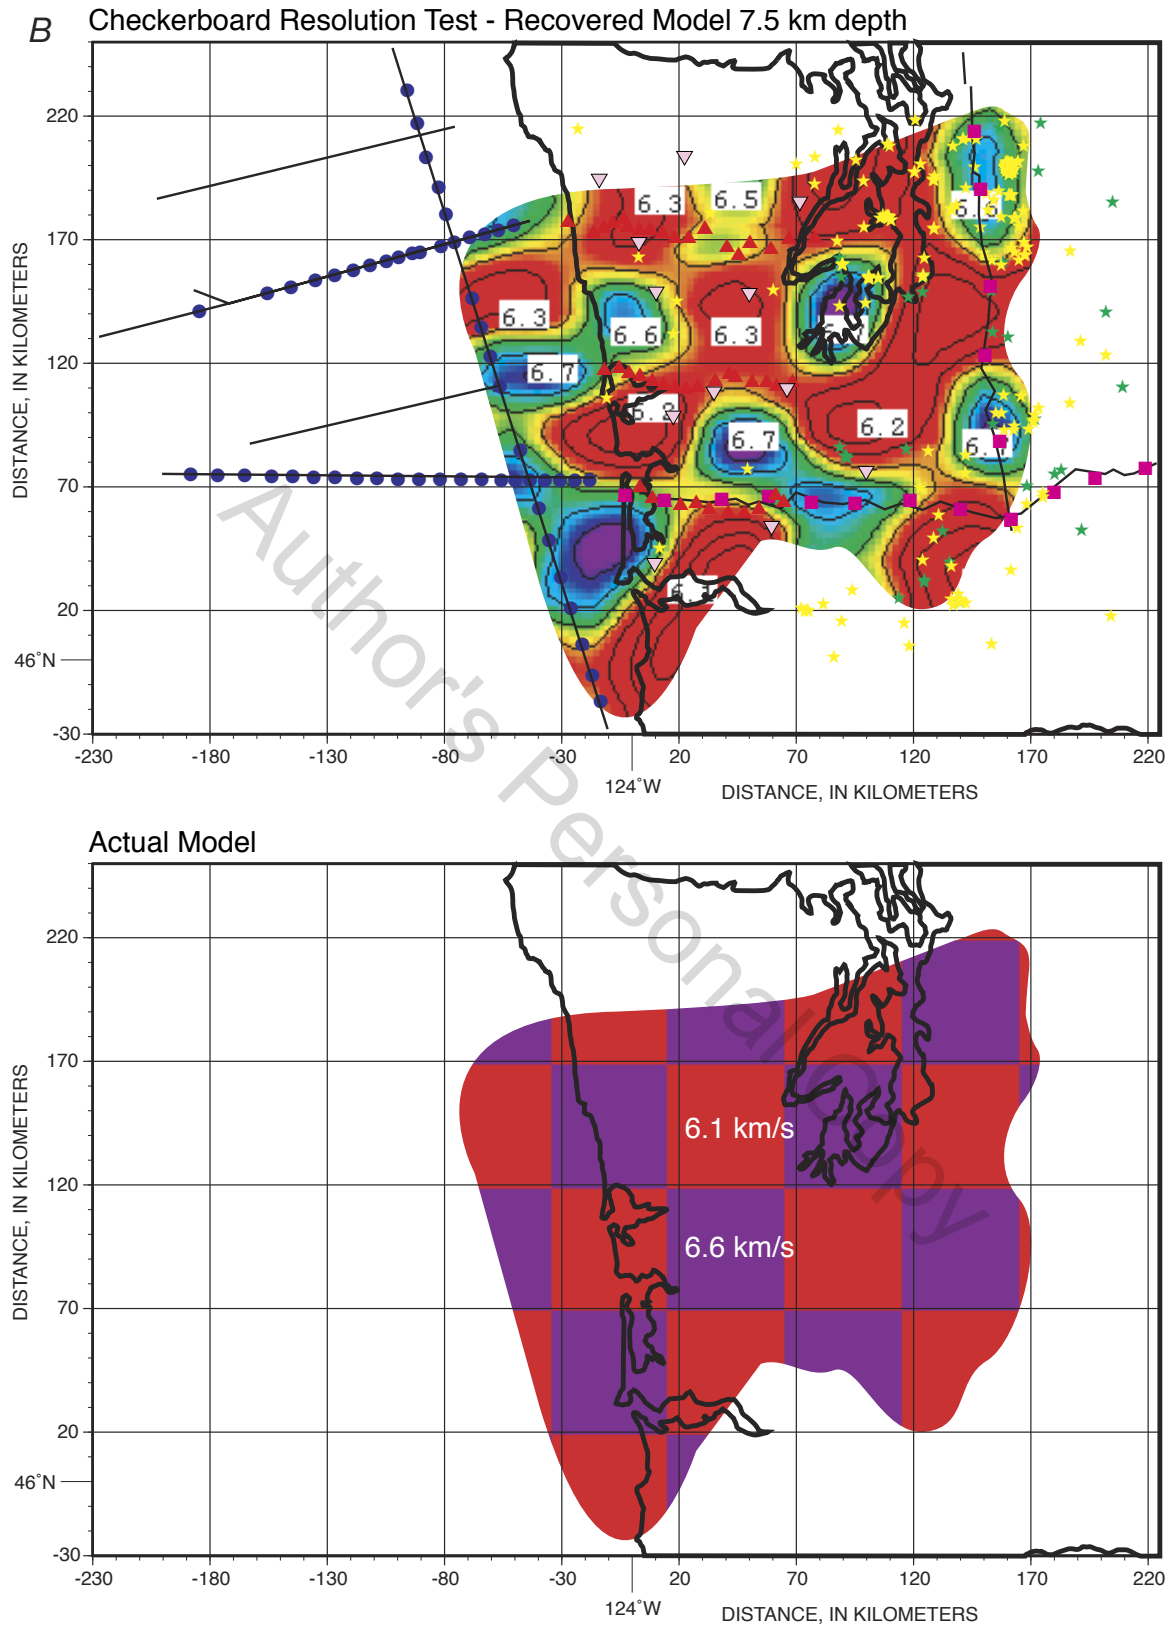 B
Checkerboard Resolution Test - Recovered Model 7.5 km depth
DISTANCE, IN KILOMETERS
220
170
120
70
20
46°N
-30
6.3
6.5
6.3
6.6
6.3
6.7
6.7
6.2
-230
-180
-130
-80
-30
20
70
120
170
220
124°W
DISTANCE, IN KILOMETERS
Author's Personal Copy
Actual Model
DISTANCE, IN KILOMETERS
220
170
120
70
20
46°N
-30
6.1 km/s
6.6 km/s
-230
-180
-130
-80
-30
20
70
120
170
220
124°W
DISTANCE, IN KILOMETERS